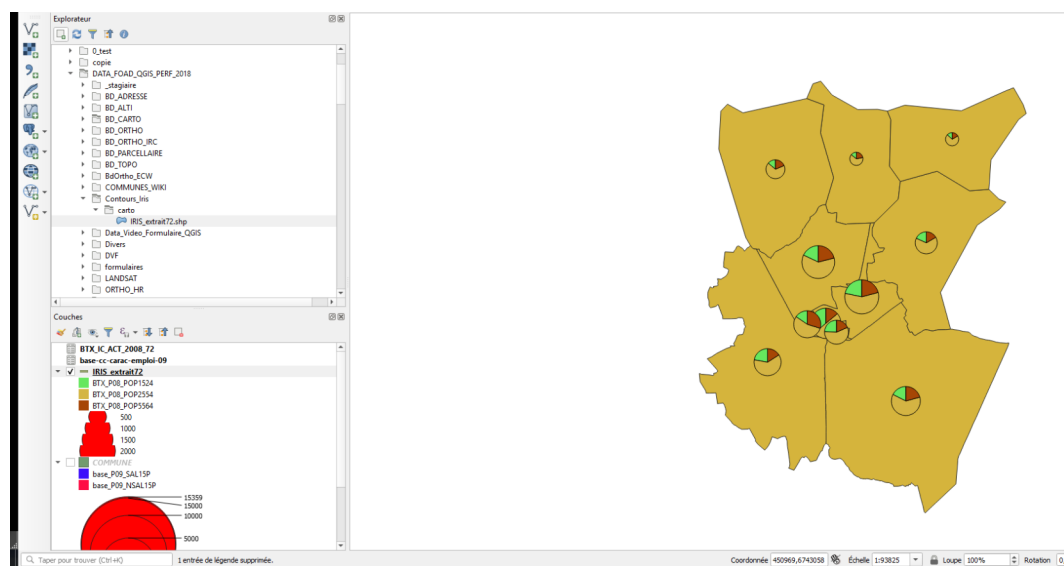 Explorateur
0_test
copie
DATA_FOAD_QGIS_PERF_2018
_stagiaire
BD_ADRESSE
BD_ALTI
BD_CARTO
BD_ORTHO
BD_ORTHO_IRC
BD_PARCELLAIRE
BD_TOPO
BdOrtho_ECW
COMMUNES_WIKI
Contours_Iris
carto
IRIS_extrait72.shp
Data_Video_Formulaire_QGIS
Divers
DVF
formulaires
LANDSAT
ORTHO_HR
Couches
BTX_IC_ACT_2008_72
base-cc-carac-emploi-09
IRIS_extrait72
BTX_P08_POP1524
BTX_P08_POP2554
BTX_P08_POP5564
500
1000
1500
2000
COMMUNE
base_P09_SAL15P
base_P09_NSAL15P
15359
15000
10000
5000
Taper pour trouver (Ctrl+K) 1 entrée de légende supprimée. Coordonnée 450969,6743058 Échelle 1:93825 Loupe 100% Rotation 0,